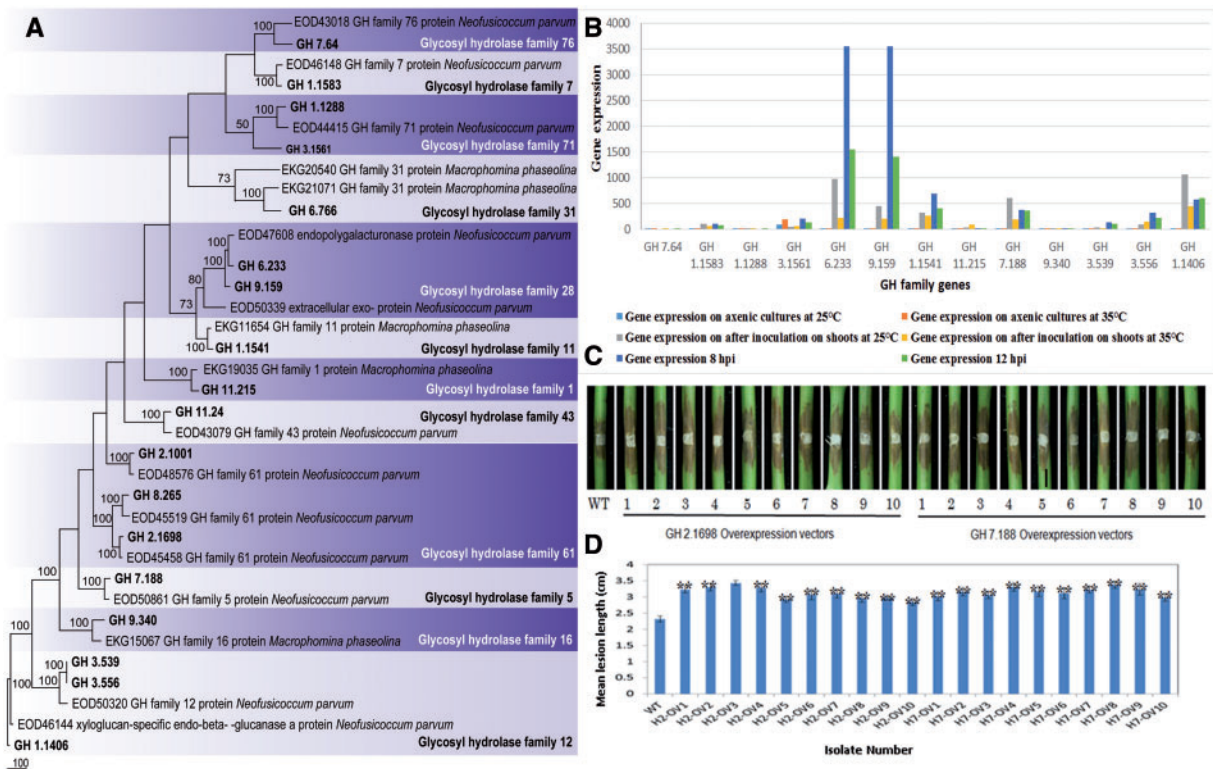 A
100
EOD43018 GH family 76 protein Neofusicoccum parvum
GH 7.64
Glycosyl hydrolase family 76
EOD46148 GH family 7 protein Neofusicoccum parvum
100
GH 1.1583
Glycosyl hydrolase family 7
100
GH 1.1288
50
EOD44415 GH family 71 protein Neofusicoccum parvum
GH 3.1561
Glycosyl hydrolase family 71
EKG20540 GH family 31 protein Macrophomina phaseolina
73
100
EKG21071 GH family 31 protein Macrophomina phaseolina
GH 6.766
Glycosyl hydrolase family 31
EOD47608 endopolygalacturonase protein Neofusicoccum parvum
100
GH 6.233
80
GH 9.159
Glycosyl hydrolase family 28
73
EOD50339 extracellular exo- protein Neofusicoccum parvum
EKG11654 GH family 11 protein Macrophomina phaseolina
100
GH 1.1541
Glycosyl hydrolase family 11
EKG19035 GH family 1 protein Macrophomina phaseolina
100
GH 11.215
Glycosyl hydrolase family 1
100
GH 11.24
Glycosyl hydrolase family 43
EOD43079 GH family 43 protein Neofusicoccum parvum
100
GH 2.1001
EOD48576 GH family 61 protein Neofusicoccum parvum
100
GH 8.265
100
EOD45519 GH family 61 protein Neofusicoccum parvum
100
GH 2.1698
EOD45458 GH family 61 protein Neofusicoccum parvum
Glycosyl hydrolase family 61
100
100
GH 7.188
EOD50861 GH family 5 protein Neofusicoccum parvum
Glycosyl hydrolase family 5
100
100
GH 9.340
EKG15067 GH family 16 protein Macrophomina phaseolina
Glycosyl hydrolase family 16
100
GH 3.539
100
GH 3.556
EOD50320 GH family 12 protein Neofusicoccum parvum
EOD46144 xyloglucan-specific endo-beta- -glucanase a protein Neofusicoccum parvum
GH 1.1406
Glycosyl hydrolase family 12
100
B
Gene expression
4000
3500
3000
2500
2000
1500
1000
500
0
GH 7.64 GH 1.1583 GH 1.1288 GH 3.1561 GH 6.233 GH 9.159 GH 1.1541 GH 11.215 GH 7.188 GH 9.340 GH 3.539 GH 3.556 GH 1.1406
GH family genes
Gene expression on axenic cultures at 25°C
Gene expression on axenic cultures at 35°C
Gene expression on after inoculation on shoots at 25°C
Gene expression on after inoculation on shoots at 35°C
Gene expression 8 hpi
Gene expression 12 hpi
C
WT 1 2 3 4 5 6 7 8 9 10 1 2 3 4 5 6 7 8 9 10
GH 2.1698 Overexpression vectors
GH 7.188 Overexpression vectors
D
Mean lesion length (cm)
4
3.5
3
2.5
2
1.5
1
0.5
0
** ** ** ** ** ** ** ** ** ** ** ** ** ** ** ** ** ** **
WT H2-OV1 H2-OV2 H2-OV3 H2-OV4 H2-OV5 H2-OV6 H2-OV7 H2-OV8 H2-OV9 H2-OV10 H7-OV1 H7-OV2 H7-OV3 H7-OV4 H7-OV5 H7-OV6 H7-OV7 H7-OV8 H7-OV9 H7-OV10
Isolate Number